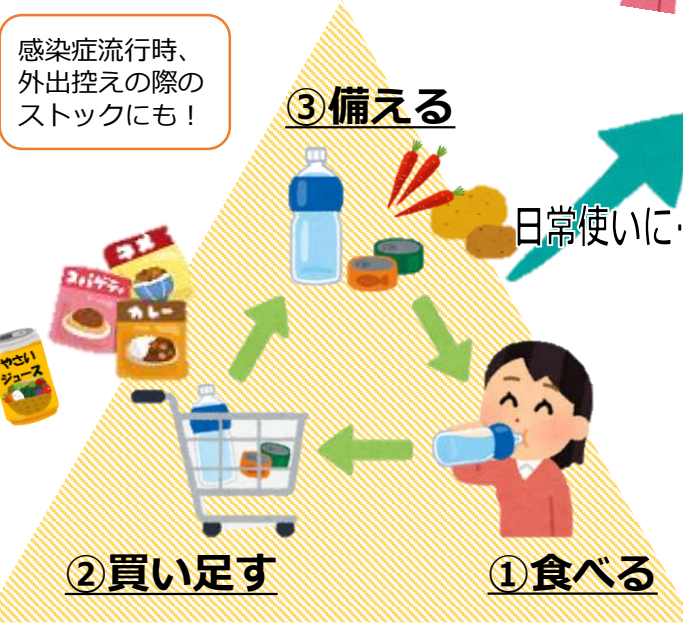 感染症流行時、
外出控えの際の
ストックにも！
③備える
日常使いに・
コメ
スパゲティ
カレー
やさい
ジュース
②買い足す
①食べる